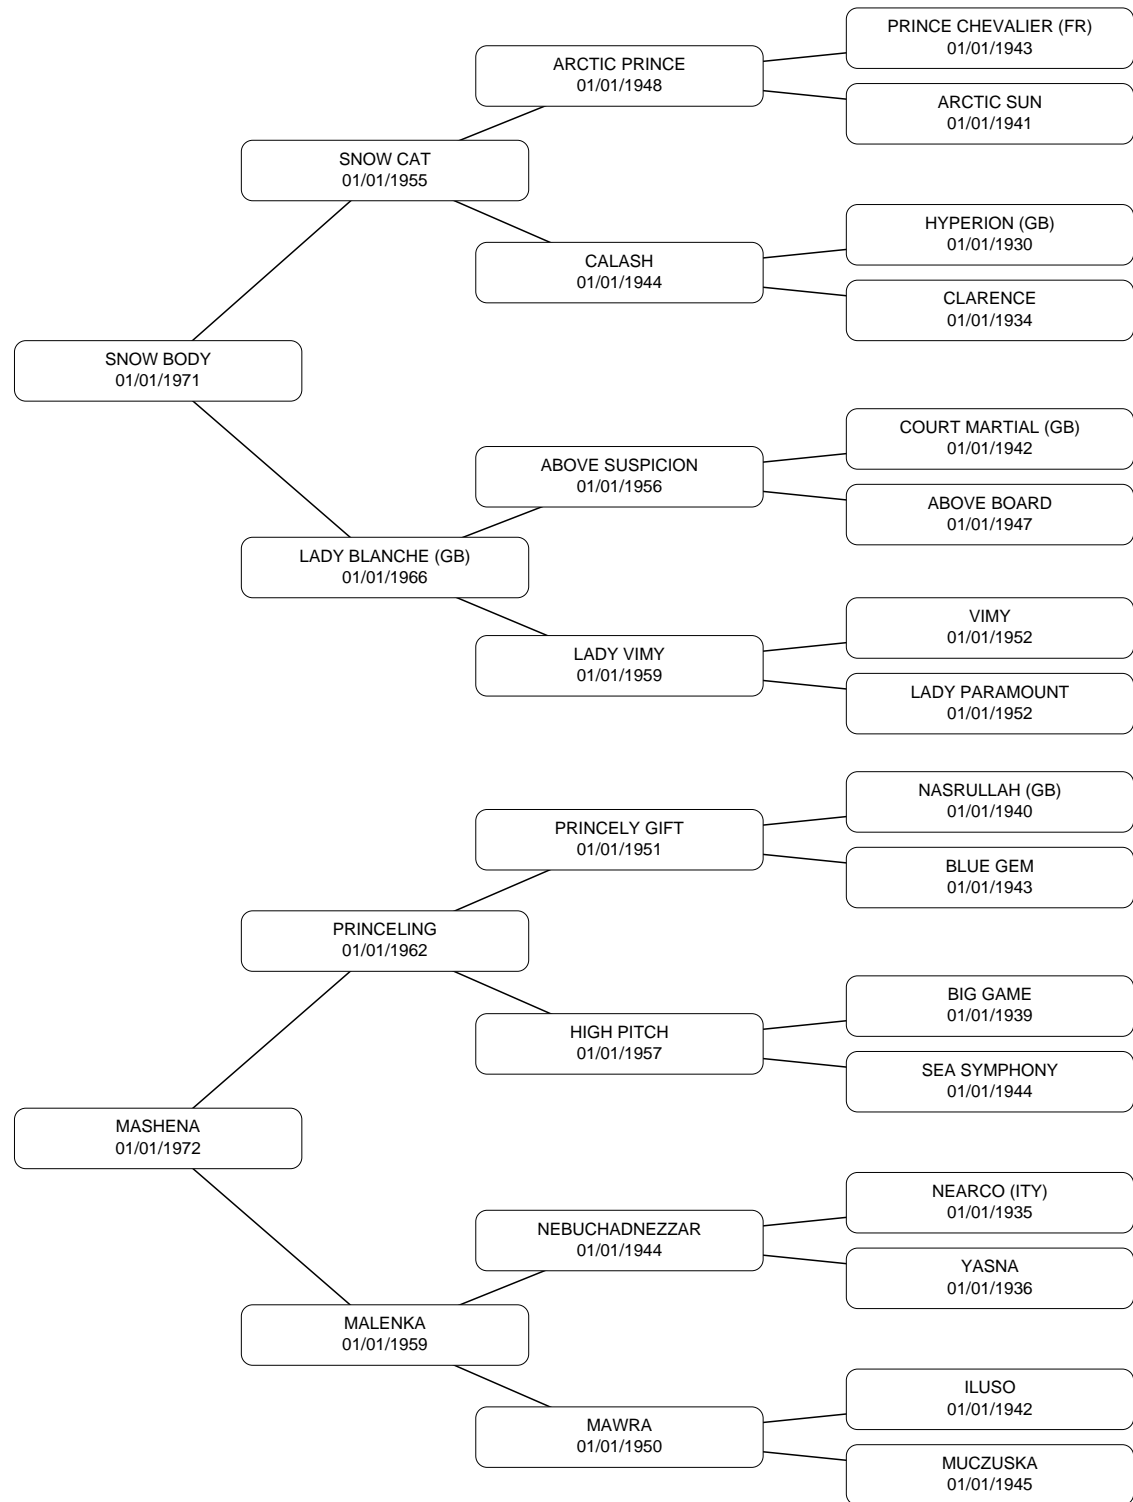 PRINCE CHEVALIER (FR)
01/01/1943
ARCTIC PRINCE
01/01/1948
ARCTIC SUN
01/01/1941
SNOW CAT
01/01/1955
HYPERION (GB)
01/01/1930
CALASH
01/01/1944
CLARENCE
01/01/1934
SNOW BODY
01/01/1971
COURT MARTIAL (GB)
01/01/1942
ABOVE SUSPICION
01/01/1956
ABOVE BOARD
01/01/1947
LADY BLANCHE (GB)
01/01/1966
VIMY
01/01/1952
LADY VIMY
01/01/1959
LADY PARAMOUNT
01/01/1952
NASRULLAH (GB)
01/01/1940
PRINCELY GIFT
01/01/1951
BLUE GEM
01/01/1943
PRINCELING
01/01/1962
BIG GAME
01/01/1939
HIGH PITCH
01/01/1957
SEA SYMPHONY
01/01/1944
MASHENA
01/01/1972
NEARCO (ITY)
01/01/1935
NEBUCHADNEZZAR
01/01/1944
YASNA
01/01/1936
MALENKA
01/01/1959
ILUSO
01/01/1942
MAWRA
01/01/1950
MUCZUSKA
01/01/1945